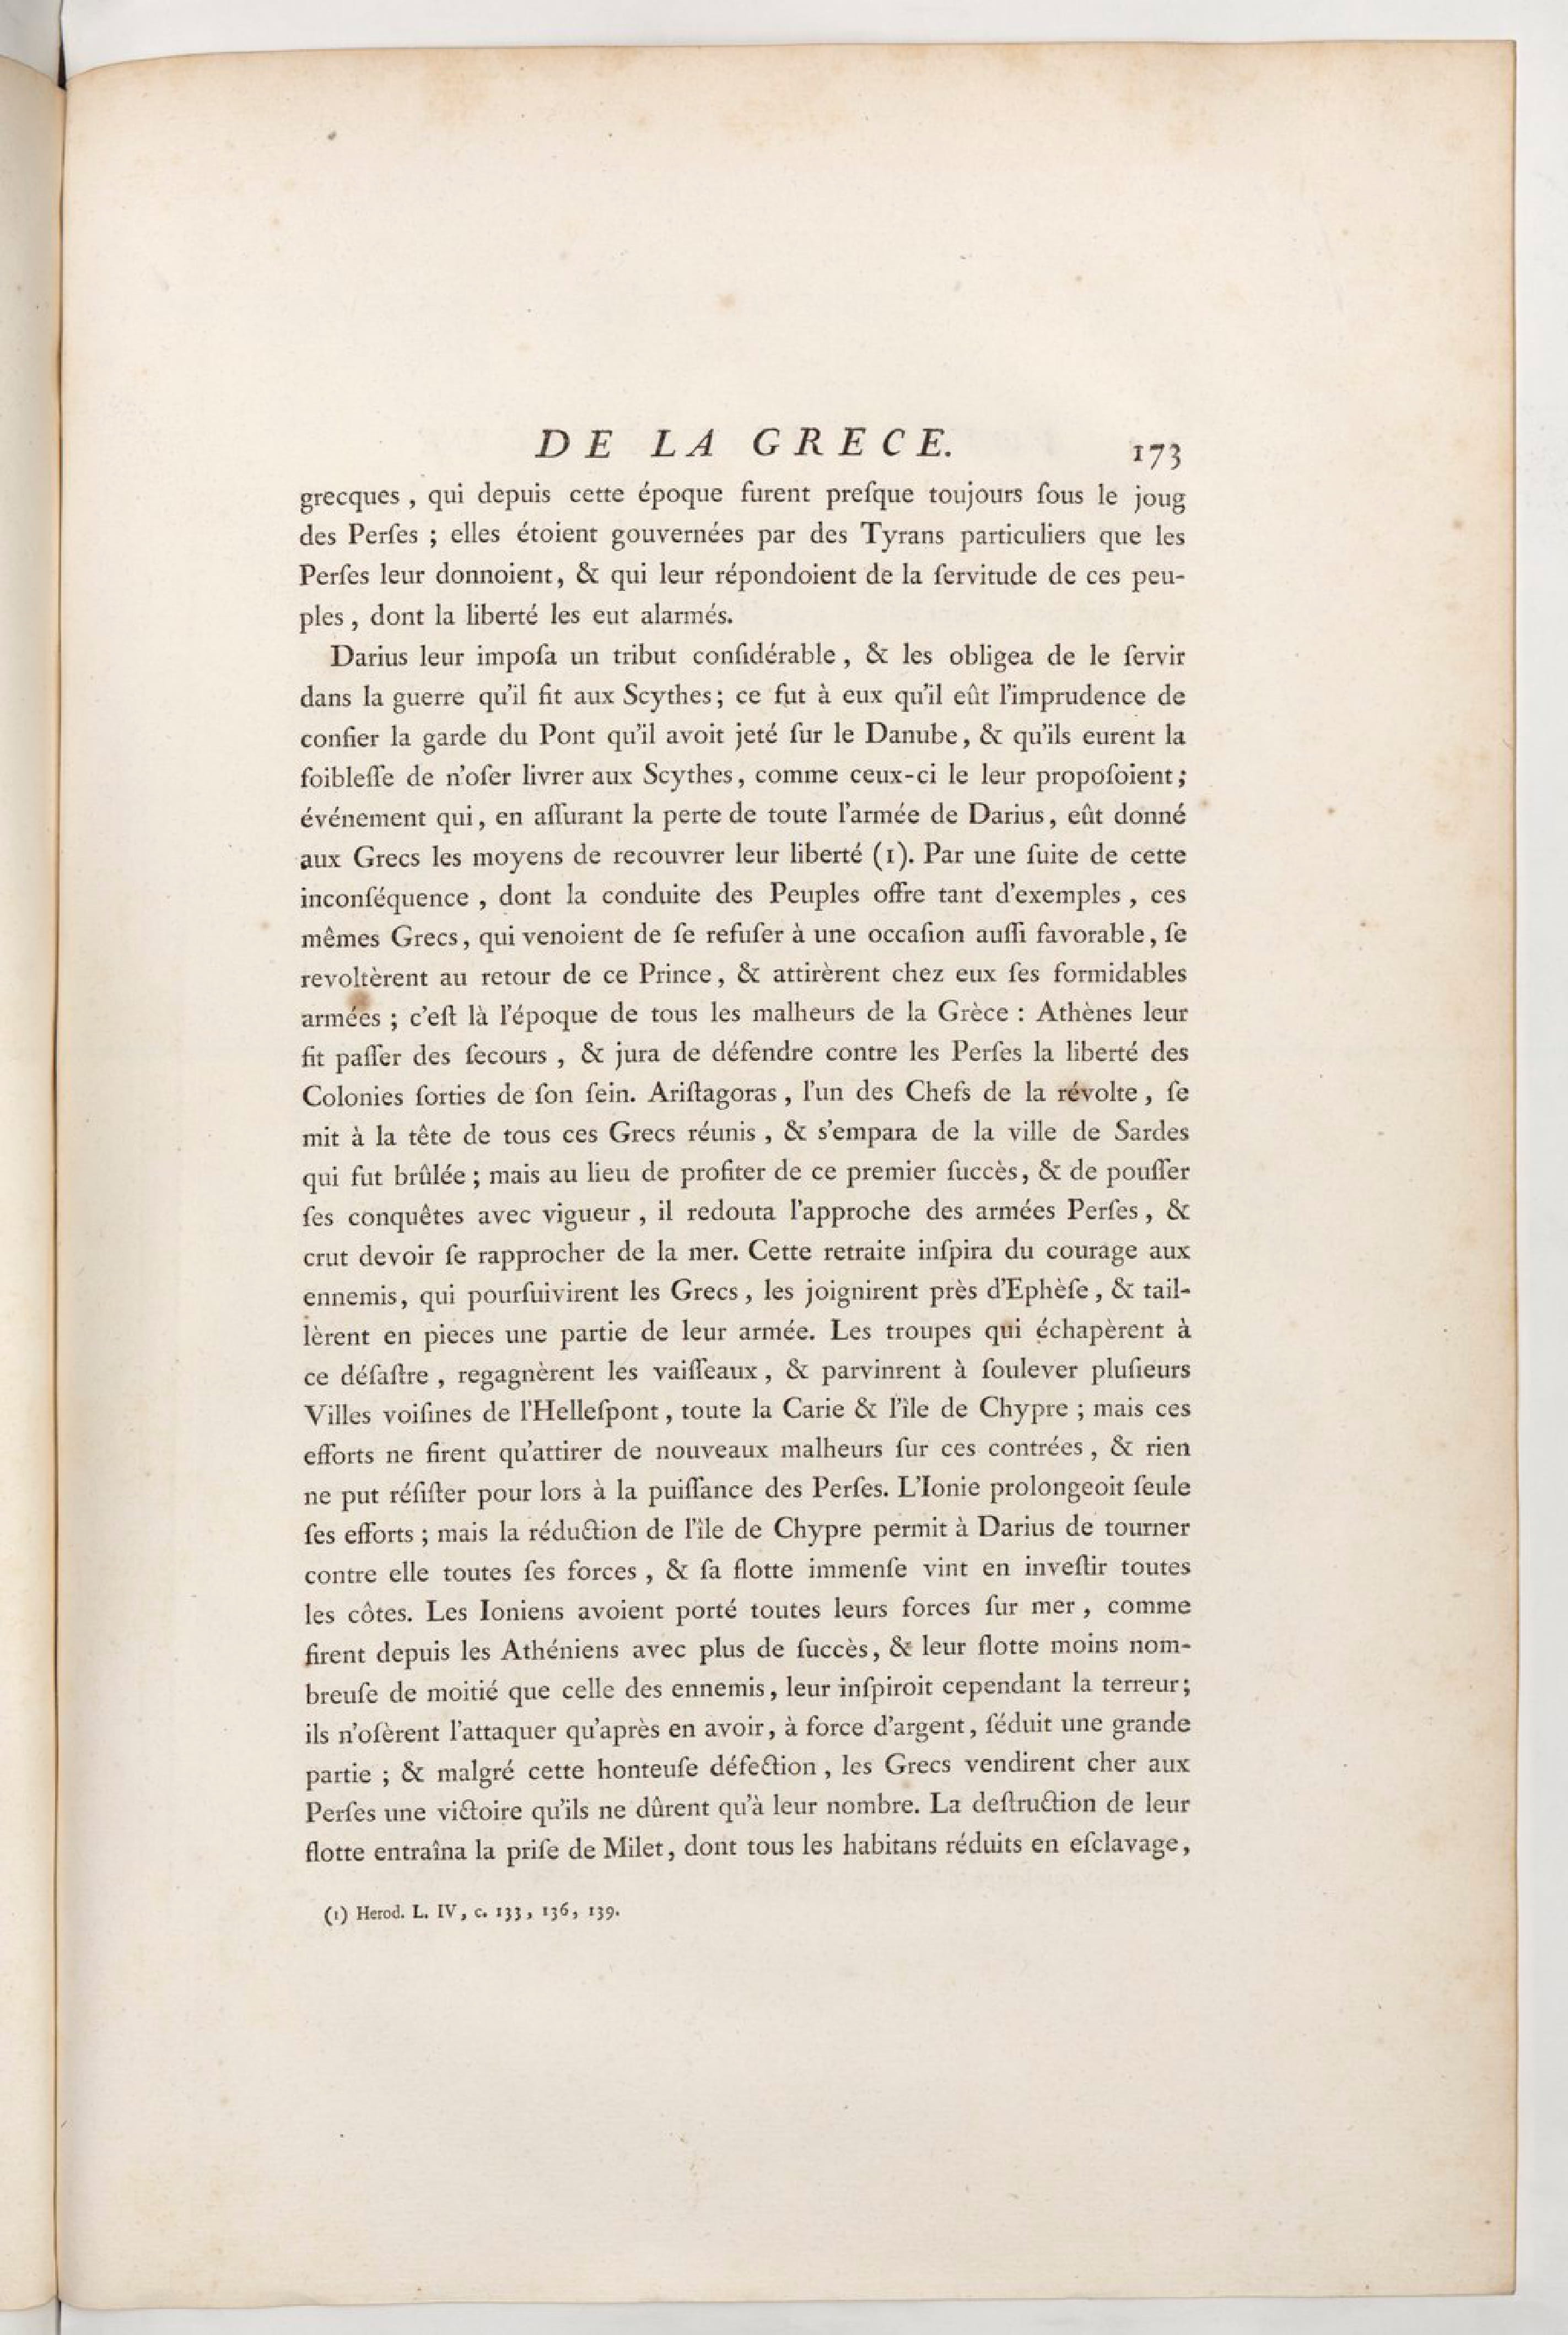 DE LA GRECE. 173
grecques , qui depuis cette époque furent preſque toujours ſous le joug
des Perſes ; elles étoient gouvernées par des Tyrans particuliers que les
Perſes leur donnoient, & qui leur répondoient de la ſervitude de ces peu-
ples , dont la liberté les eut alarmés.
Darius leur impoſa un tribut conſidérable , & les obligea de le ſervir
dans la guerre qu'il fit aux Scythes ; ce fut à eux qu'il eût l'imprudence de
confier la garde du Pont qu'il avoit jeté ſur le Danube, & qu'ils eurent la
foibleſſe de n'oſer livrer aux Scythes, comme ceux-ci le leur propoſoient ;
événement qui, en aſſurant la perte de toute l'armée de Darius, eût donné
aux Grecs les moyens de recouvrer leur liberté (1). Par une ſuite de cette
inconſéquence , dont la conduite des Peuples offre tant d'exemples , ces
mêmes Grecs, qui venoient de ſe refuſer à une occaſion auſſi favorable, ſe
revoltèrent au retour de ce Prince, & attirèrent chez eux ſes formidables
armées ; c'eſt là l'époque de tous les malheurs de la Grèce : Athènes leur
fit paſſer des ſecours , & jura de défendre contre les Perſes la liberté des
Colonies ſorties de ſon ſein. Ariſtagoras , l'un des Chefs de la révolte , ſe
mit à la tête de tous ces Grecs réunis , & s'empara de la ville de Sardes
qui fut brûlée ; mais au lieu de profiter de ce premier ſuccès, & de pouſſer
ſes conquêtes avec vigueur , il redouta l'approche des armées Perſes , &
crut devoir ſe rapprocher de la mer. Cette retraite inſpira du courage aux
ennemis, qui pourſuivirent les Grecs , les joignirent près d'Ephèſe , & tail-
lèrent en pieces une partie de leur armée. Les troupes qui échapèrent à
ce déſaſtre , regagnèrent les vaiſſeaux , & parvinrent à ſoulever pluſieurs
Villes voiſines de l'Helleſpont , toute la Carie & l'île de Chypre ; mais ces
efforts ne firent qu'attirer de nouveaux malheurs ſur ces contrées , & rien
ne put réſiſter pour lors à la puiſſance des Perſes. L'Ionie prolongeoit ſeule
ſes efforts ; mais la réduction de l'île de Chypre permit à Darius de tourner
contre elle toutes ſes forces , & ſa flotte immenſe vint en inveſtir toutes
les côtes. Les Ioniens avoient porté toutes leurs forces ſur mer , comme
firent depuis les Athéniens avec plus de ſuccès, & leur flotte moins nom-
breuſe de moitié que celle des ennemis, leur inſpiroit cependant la terreur ;
ils n'oſèrent l'attaquer qu'après en avoir, à force d'argent, ſéduit une grande
partie ; & malgré cette honteuſe défection , les Grecs vendirent cher aux
Perſes une victoire qu'ils ne dûrent qu'à leur nombre. La deſtruction de leur
flotte entraîna la priſe de Milet, dont tous les habitans réduits en eſclavage,
(1) Herod. L. IV, c. 133, 136, 139.